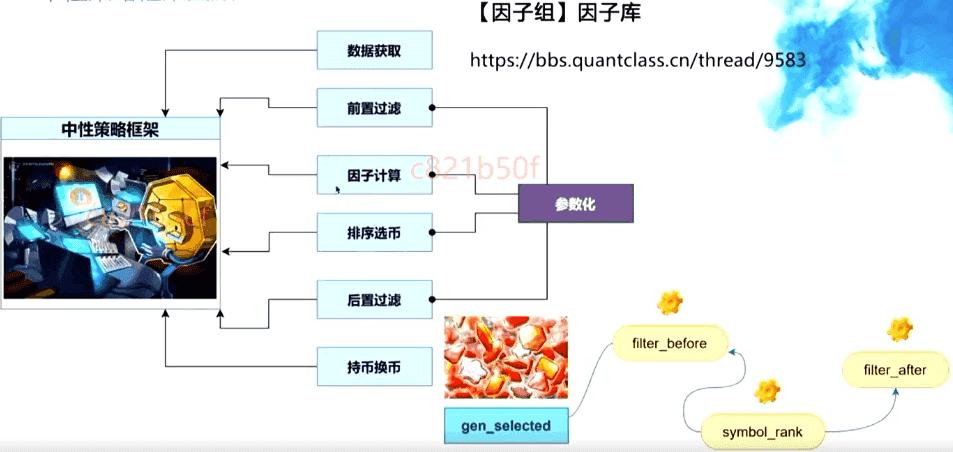 【因子组】因子库
https://bbs.quantclass.cn/thread/9583
数据获取
前置过滤
中性策略框架
因子计算
c821b50f
参数化
排序选币
后置过滤
持币换币
filter_before
filter_after
gen_selected
symbol_rank